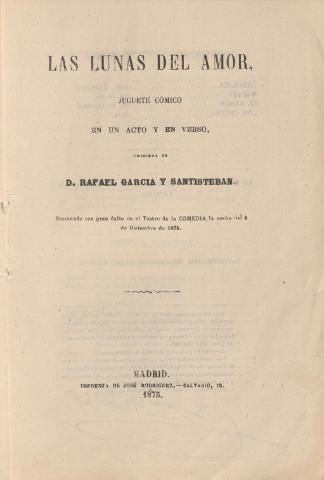 LAS LUNAS DEL AMOR,
JUGUETE CÓMICO
EN UN ACTO Y EN VERSO,
ORIGINAL DE
D. RAFAEL GARCIA Y SANTISTEBAN.
Estrenado con gran éxito en el Teatro de la COMEDIA la noche del 8
de Diciembre de 1875.
MADRID.
IMPRENTA DE JOSÉ RODRIGUEZ.—CALVARIO, 18.
1875.